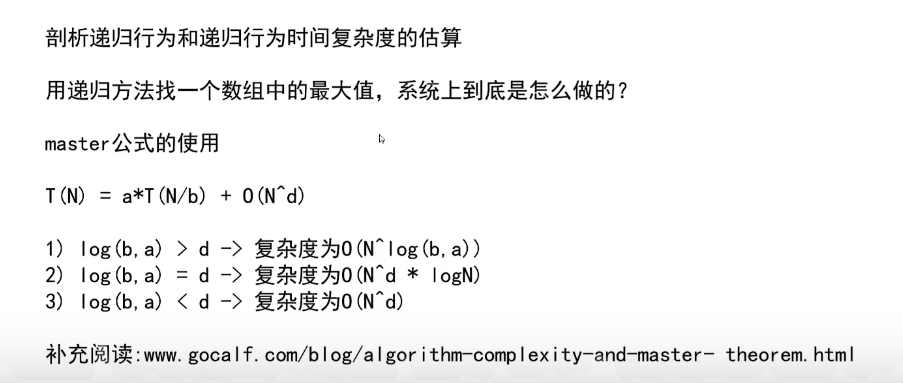 剖析递归行为和递归行为时间复杂度的估算
用递归方法找一个数组中的最大值，系统上到底是怎么做的？
master公式的使用
T(N) = a*T(N/b) + O(N^d)
1) log(b,a) > d -> 复杂度为O(N^log(b,a))
2) log(b,a) = d -> 复杂度为O(N^d * logN)
3) log(b,a) < d -> 复杂度为O(N^d)
补充阅读:www.gocalf.com/blog/algorithm-complexity-and-master- theorem.html